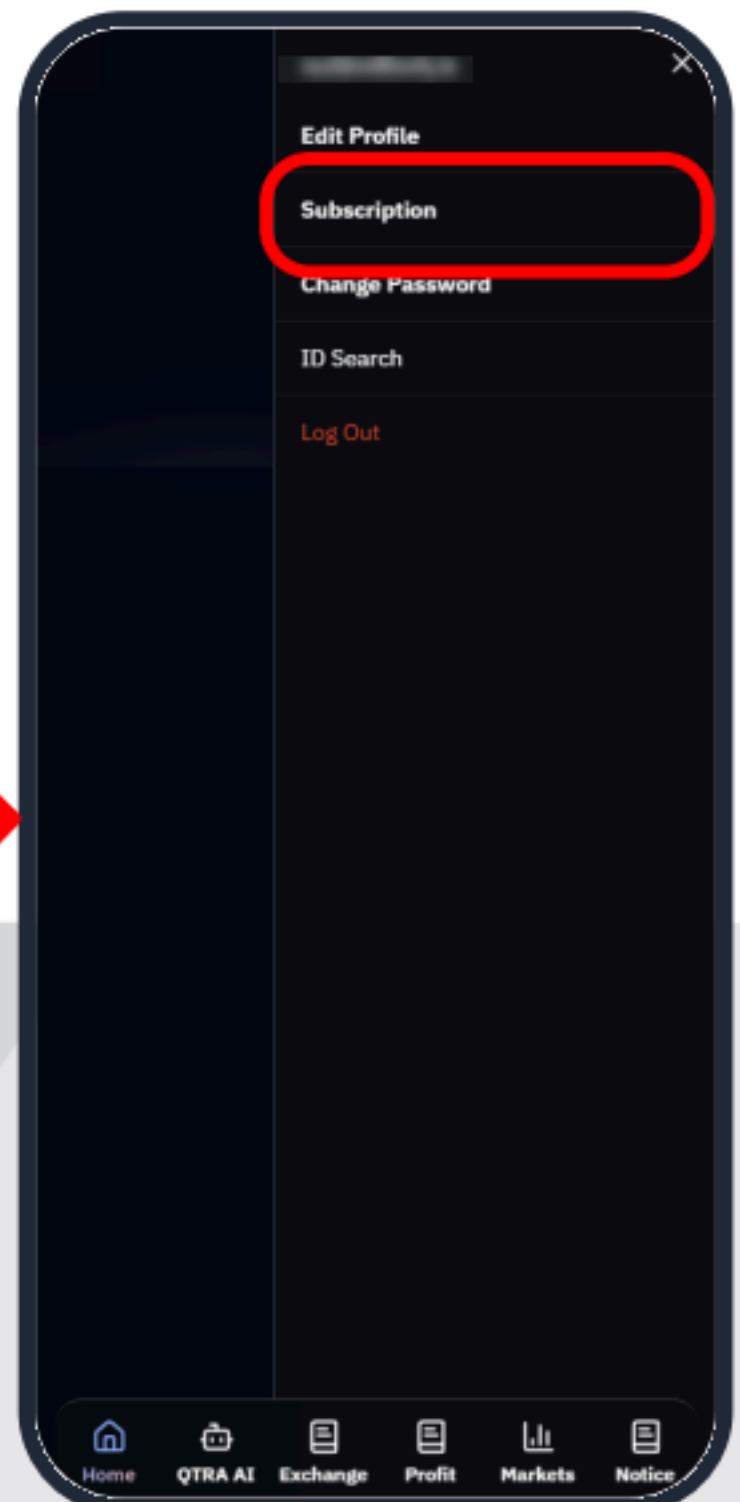 Edit Profile
Subscription
Change Password
ID Search
Log Out
Home QTRA AI Exchange Profit Markets Notice